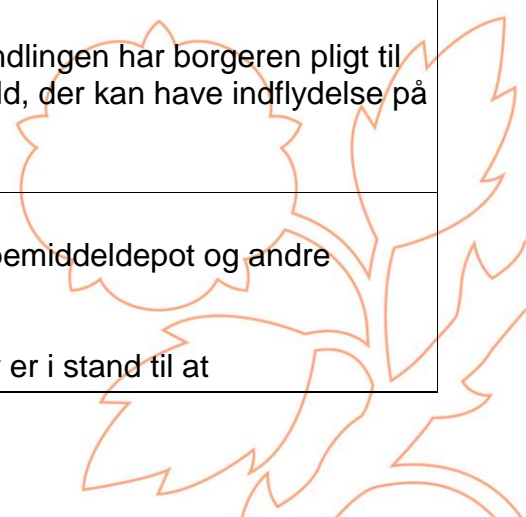 ndlingen har borgeren pligt til
ld, der kan have indflydelse på
pemiddeldepot og andre
er i stand til at